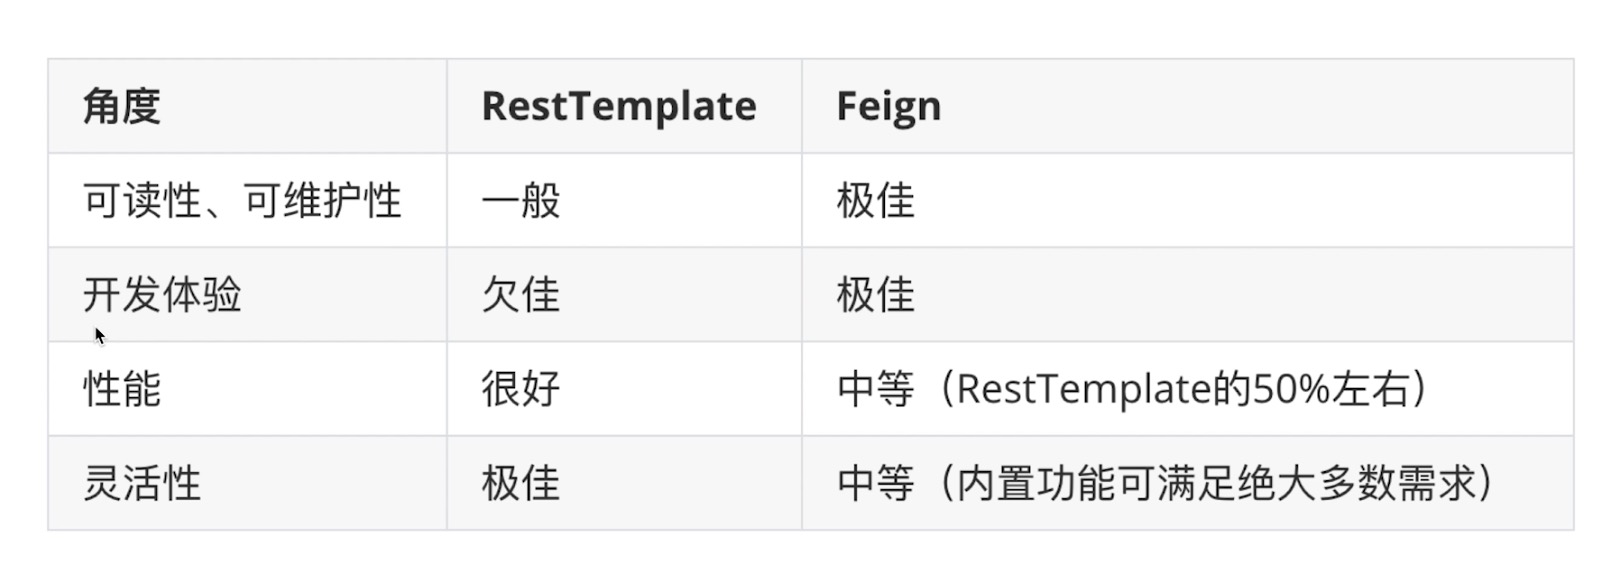 角度 RestTemplate Feign
可读性、可维护性 一般 极佳
开发体验 欠佳 极佳
性能 很好 中等（RestTemplate的50%左右）
灵活性 极佳 中等（内置功能可满足绝大多数需求）